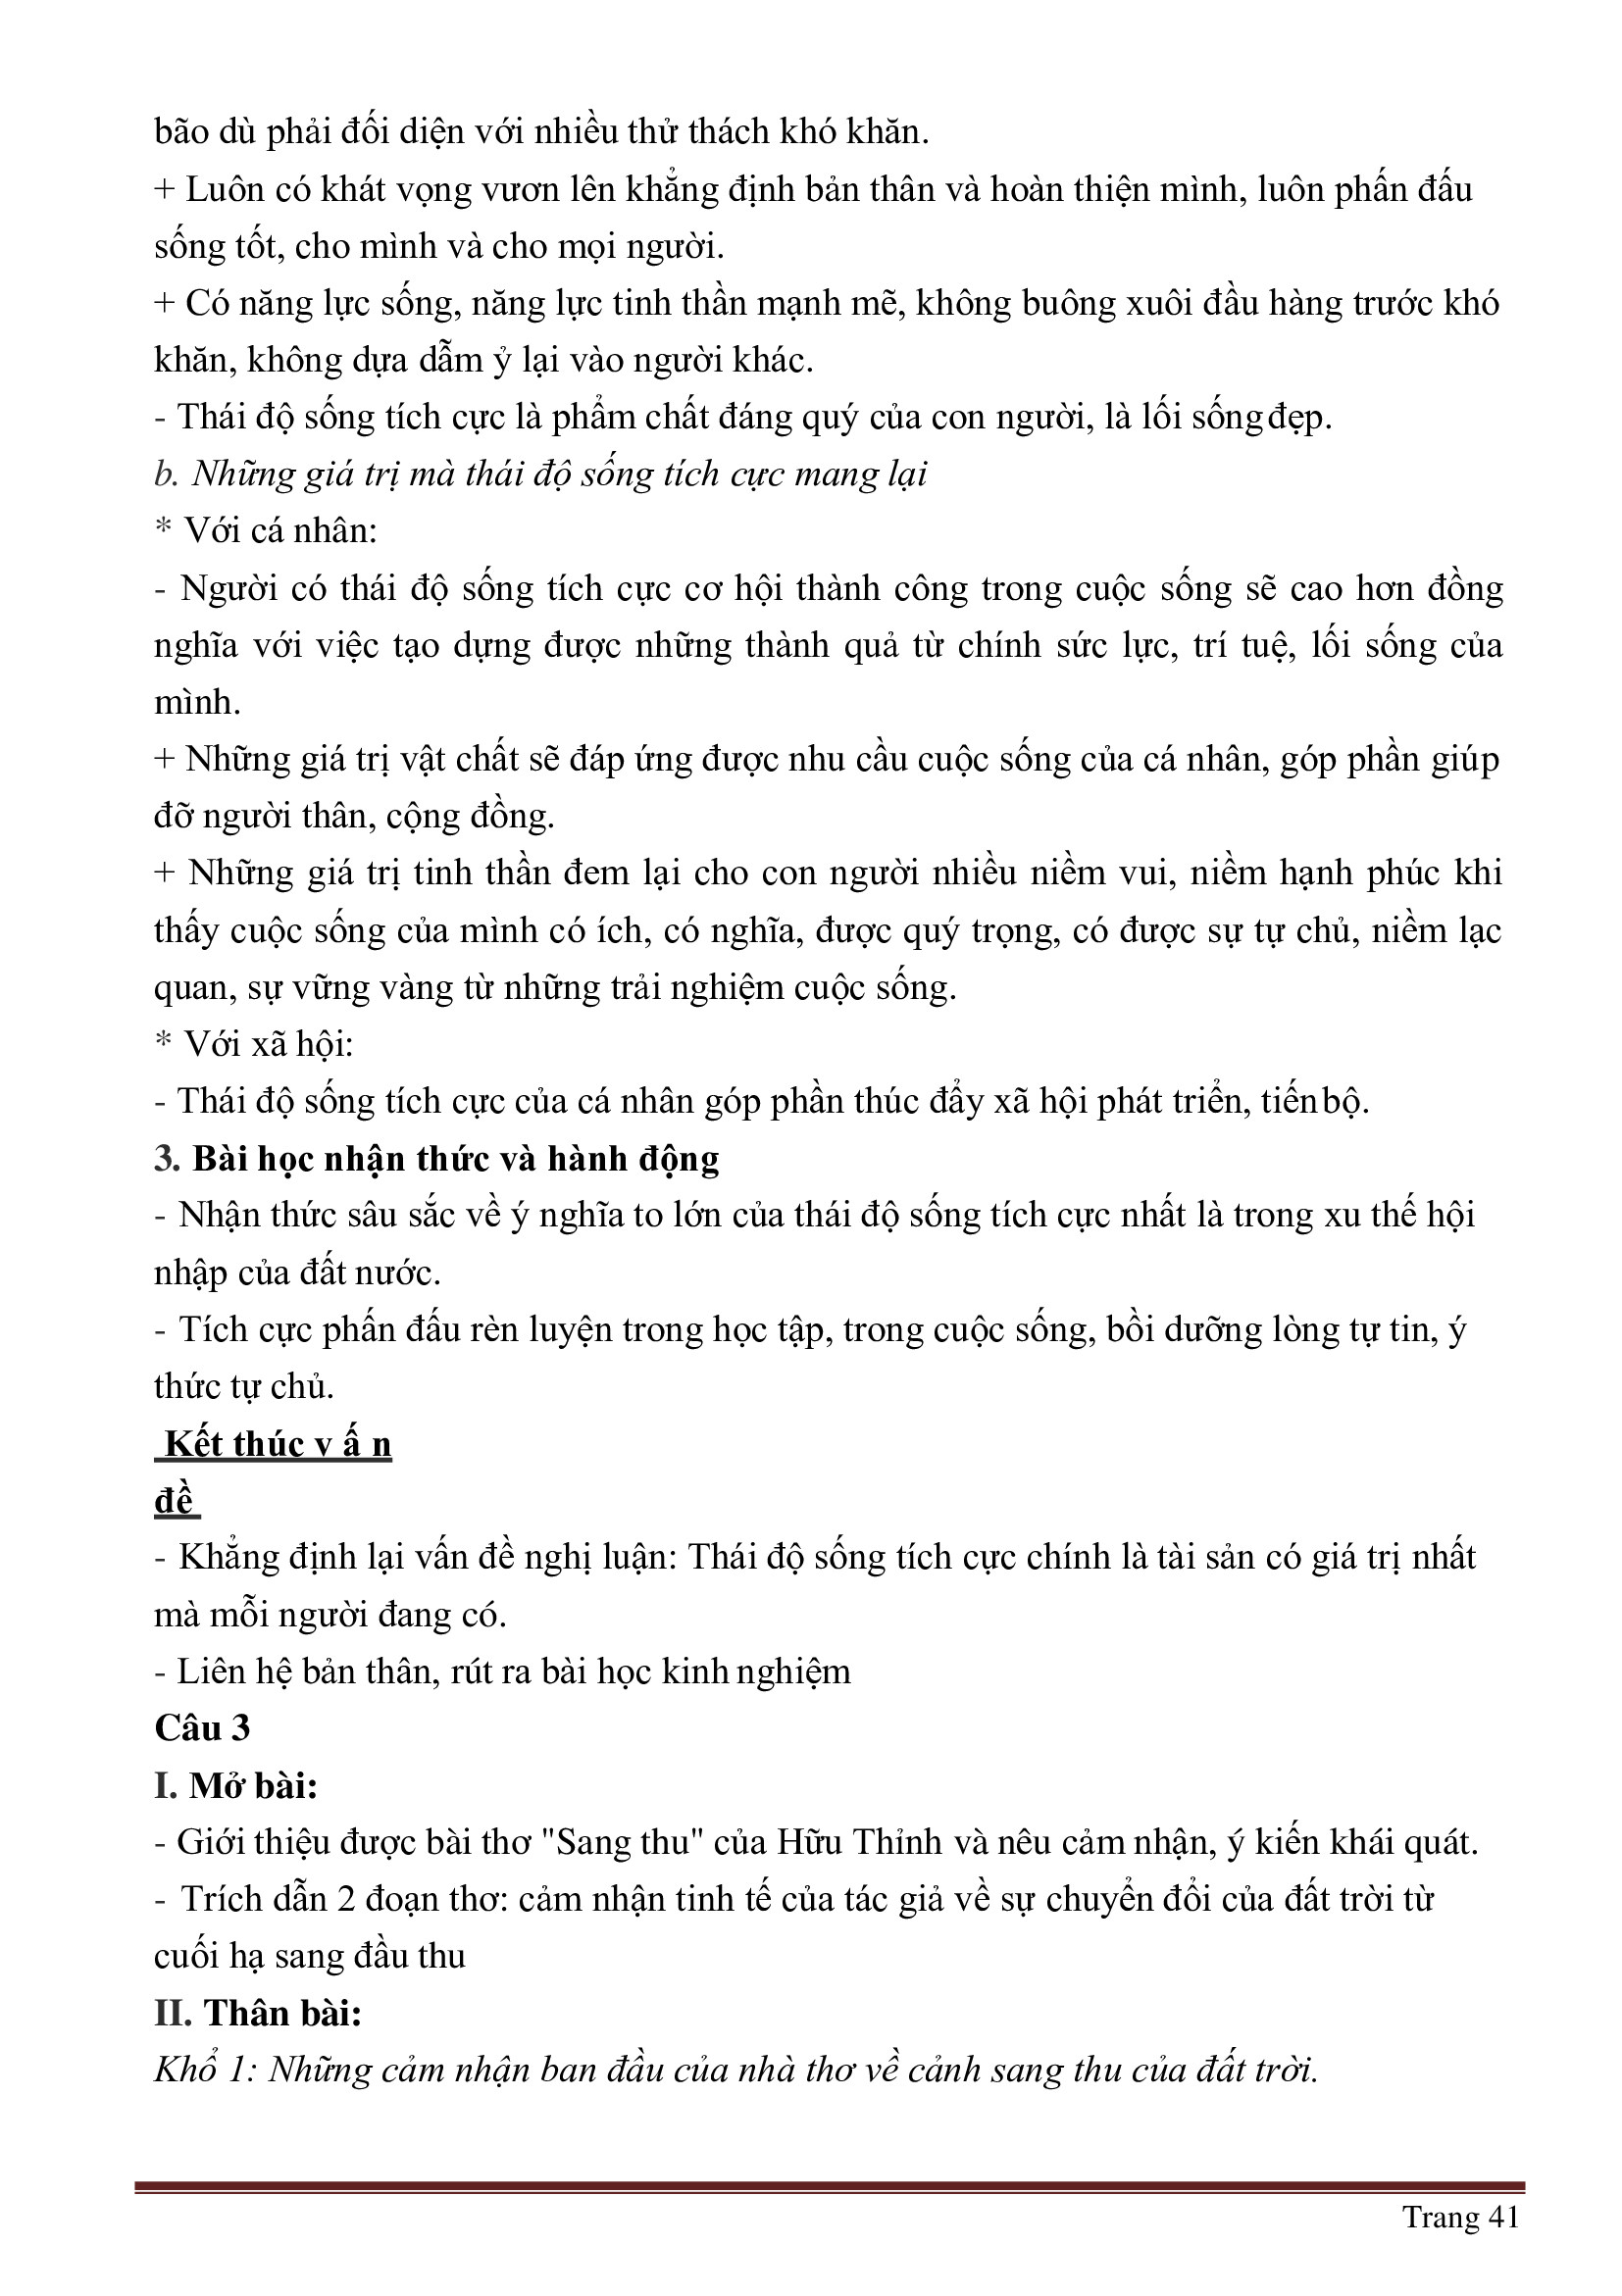 bão dù phải đối diện với nhiều thử thách khó khăn.
+ Luôn có khát vọng vươn lên khẳng định bản thân và hoàn thiện mình, luôn phấn đấu
sống tốt, cho mình và cho mọi người.
+ Có năng lực sống, năng lực tinh thần mạnh mẽ, không buông xuôi đầu hàng trước khó
khăn, không dựa dẫm ỷ lại vào người khác.
- Thái độ sống tích cực là phẩm chất đáng quý của con người, là lối sống đẹp.
b. Những giá trị mà thái độ sống tích cực mang lại
* Với cá nhân:
- Người có thái độ sống tích cực cơ hội thành công trong cuộc sống sẽ cao hơn đồng
nghĩa với việc tạo dựng được những thành quả từ chính sức lực, trí tuệ, lối sống của
mình.
+ Những giá trị vật chất sẽ đáp ứng được nhu cầu cuộc sống của cá nhân, góp phần giúp
đỡ người thân, cộng đồng.
+ Những giá trị tinh thần đem lại cho con người nhiều niềm vui, niềm hạnh phúc khi
thấy cuộc sống của mình có ích, có nghĩa, được quý trọng, có được sự tự chủ, niềm lạc
quan, sự vững vàng từ những trải nghiệm cuộc sống.
* Với xã hội:
- Thái độ sống tích cực của cá nhân góp phần thúc đẩy xã hội phát triển, tiến bộ.
3. Bài học nhận thức và hành động
- Nhận thức sâu sắc về ý nghĩa to lớn của thái độ sống tích cực nhất là trong xu thế hội
nhập của đất nước.
- Tích cực phấn đấu rèn luyện trong học tập, trong cuộc sống, bồi dưỡng lòng tự tin, ý
thức tự chủ.
Kết thúc v ấ n
đề
- Khẳng định lại vấn đề nghị luận: Thái độ sống tích cực chính là tài sản có giá trị nhất
mà mỗi người đang có.
- Liên hệ bản thân, rút ra bài học kinh nghiệm
Câu 3
I. Mở bài:
- Giới thiệu được bài thơ "Sang thu" của Hữu Thỉnh và nêu cảm nhận, ý kiến khái quát.
- Trích dẫn 2 đoạn thơ: cảm nhận tinh tế của tác giả về sự chuyển đổi của đất trời từ
cuối hạ sang đầu thu
II. Thân bài:
Khổ 1: Những cảm nhận ban đầu của nhà thơ về cảnh sang thu của đất trời.
Trang 41